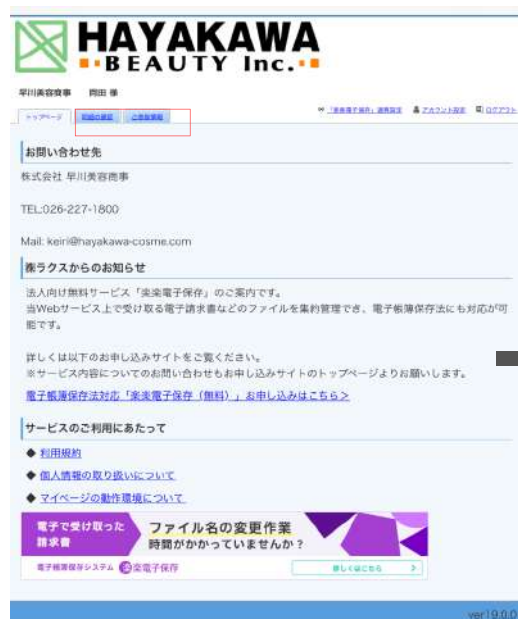 HAYAKAWA
BEAUTY Inc.
早川美容商事 岡田 様
トップページ
アカウント設定 ログアウト
お問い合わせ先
株式会社 早川美容商事
TEL:026-227-1800
Mail: keiri@hayakawa-cosme.com
㈱ラクスからのお知らせ
法人向け無料サービス「楽楽電子保存」のご案内です。
当Webサービス上で受け取る電子請求書などのファイルを集約管理でき、電子帳簿保存法にも対応が可
能です。
詳しくは以下のお申し込みサイトをご覧ください。
※サービス内容についてのお問い合わせもお申し込みサイトのトップページよりお願いします。
電子帳簿保存法対応「楽楽電子保存（無料）」お申し込みはこちら＞
サービスのご利用にあたって
◆ 利用規約
◆ 個人情報の取り扱いについて
◆ マイページの動作環境について
電子で受け取った
請求書
ファイル名の変更作業
時間がかかっていませんか？
電子帳簿保存システム 楽楽電子保存
詳しくはこちら
ver19.0.0